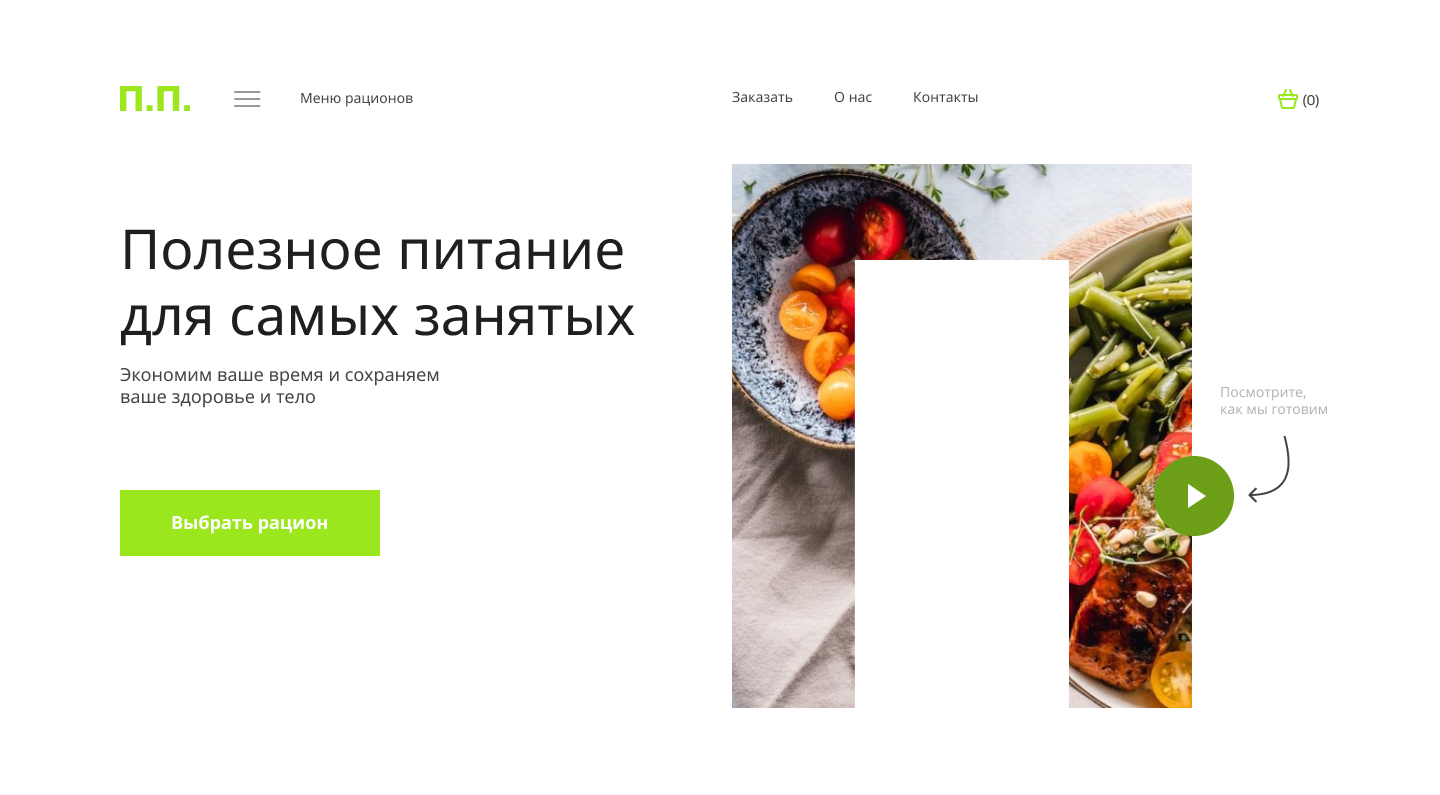 П.П.
Меню рационов
Заказать
О нас
Контакты
(0)
Полезное питание
для самых занятых
Экономим ваше время и сохраняем
ваше здоровье и тело
Выбрать рацион
Посмотрите,
как мы готовим